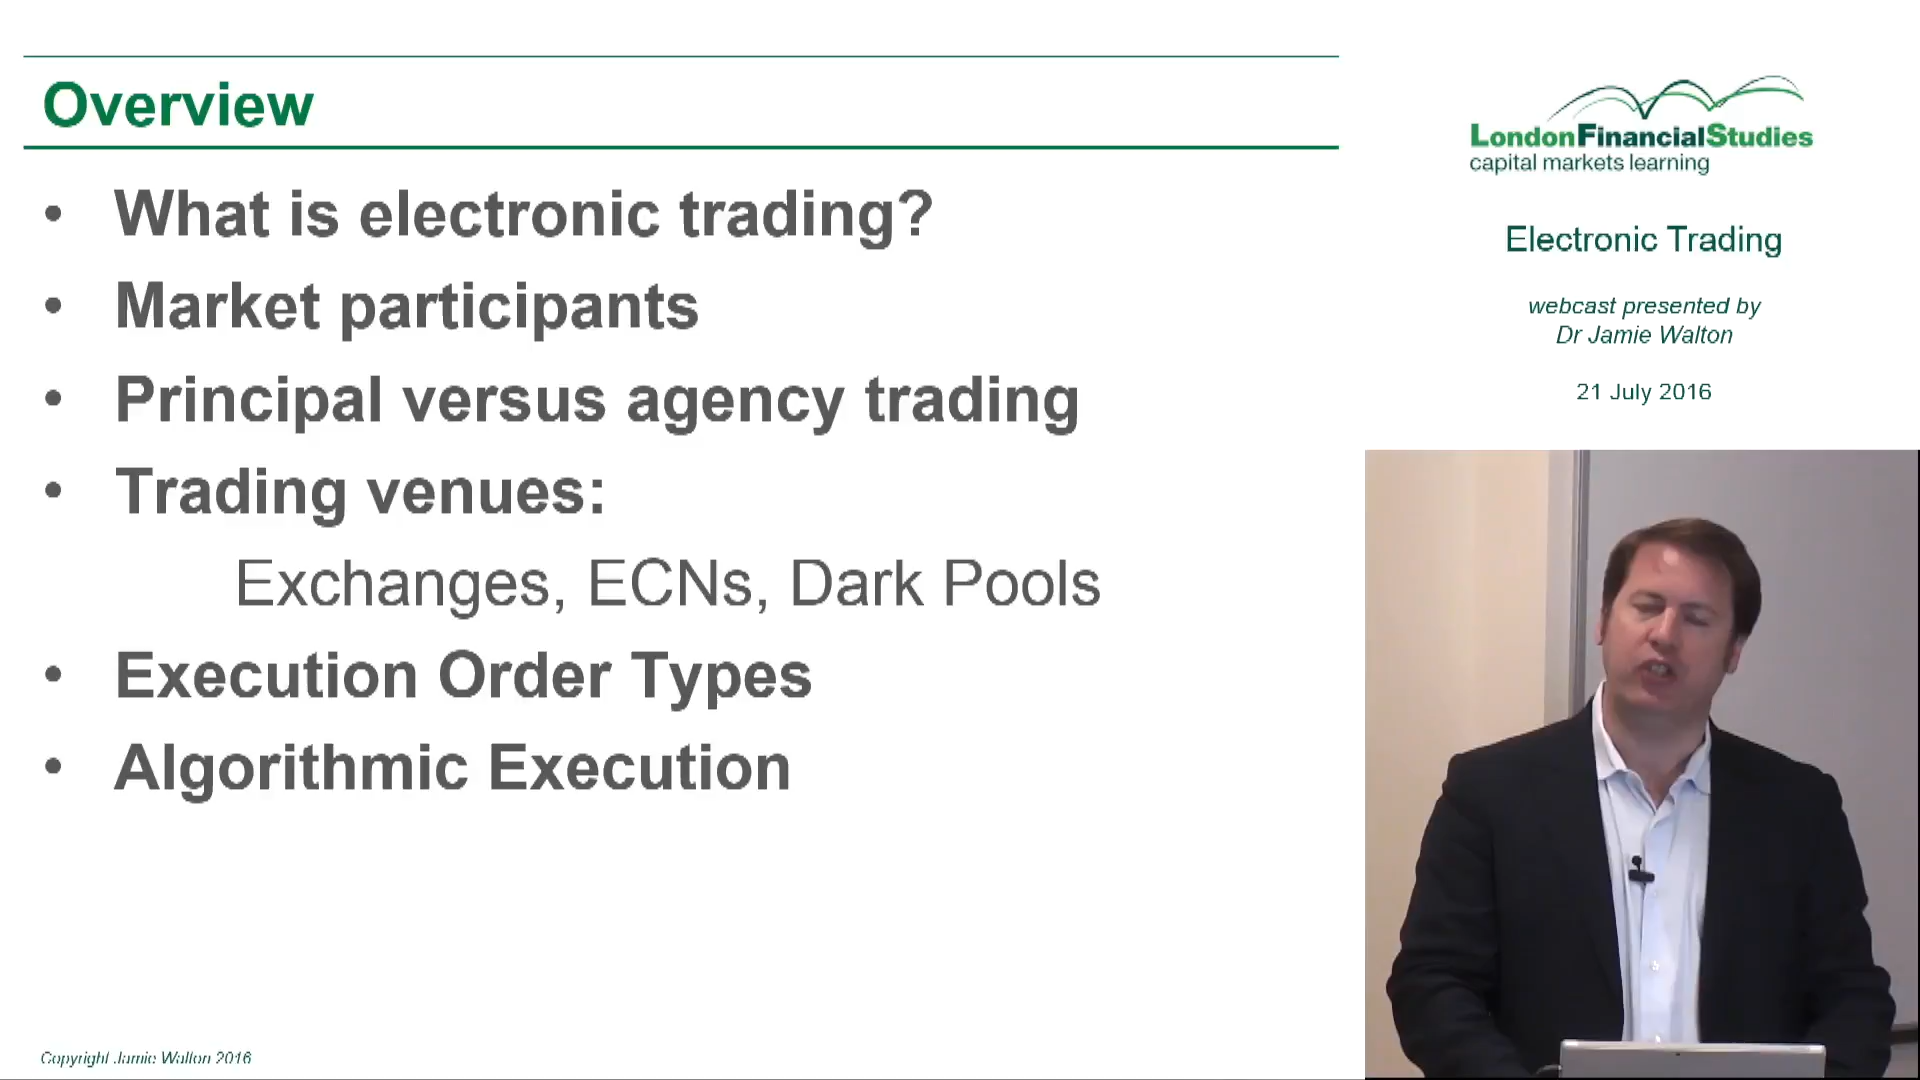 Overview
• What is electronic trading?
• Market participants
• Principal versus agency trading
• Trading venues:
Exchanges, ECNs, Dark Pools
• Execution Order Types
• Algorithmic Execution
Copyright Jamie Walton 2016
LondonFinancialStudies
capital markets learning
Electronic Trading
webcast presented by
Dr Jamie Walton
21 July 2016